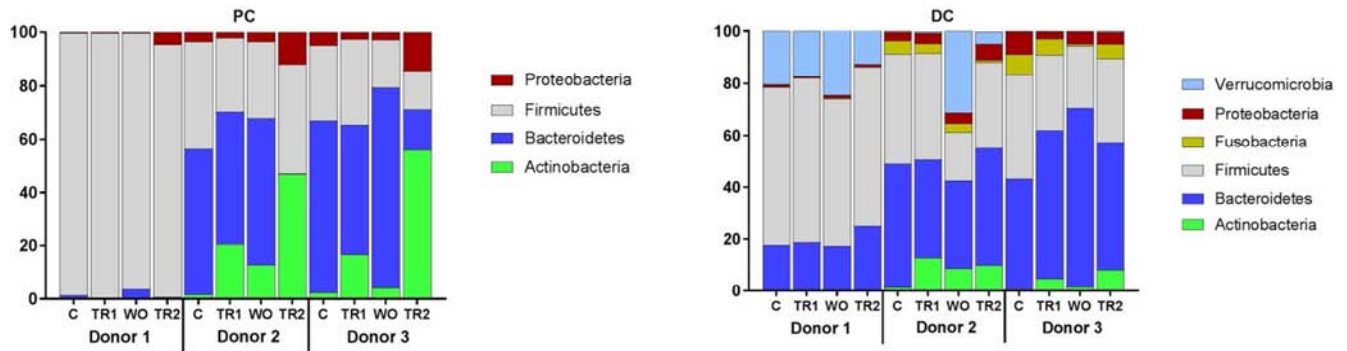 PC
100
80
60
40
20
0
C TR1 WO TR2 C TR1 WO TR2 C TR1 WO TR2
Donor 1 Donor 2 Donor 3
Proteobacteria
Firmicutes
Bacteroidetes
Actinobacteria
DC
100
80
60
40
20
0
C TR1 WO TR2 C TR1 WO TR2 C TR1 WO TR2
Donor 1 Donor 2 Donor 3
Verrucomicrobia
Proteobacteria
Fusobacteria
Firmicutes
Bacteroidetes
Actinobacteria